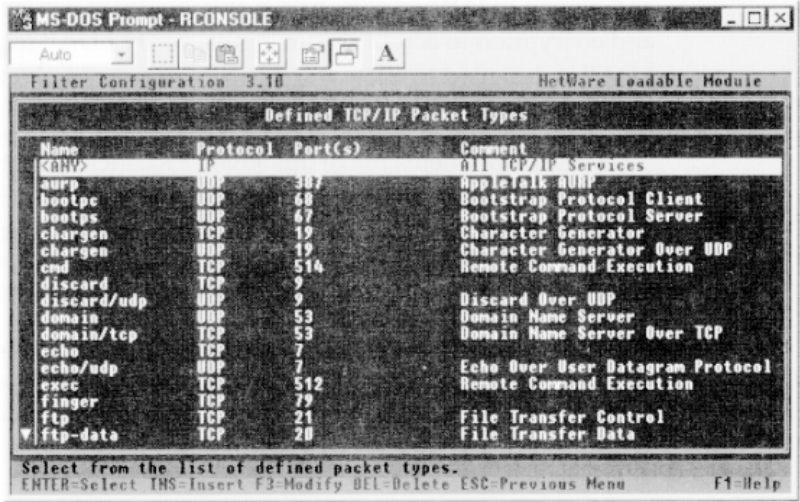 MS-DOS Prompt - RCONSOLE
Auto A
Filter Configuration 3.10 NetWare Loadable Module
Defined TCP/IP Packet Types
Name Protocol Port(s) Comment
<ANY> IP All TCP/IP Services
aurp UDP 387 AppleTalk AURP
bootpc UDP 68 Bootstrap Protocol Client
bootps UDP 67 Bootstrap Protocol Server
chargen TCP 19 Character Generator
chargen UDP 19 Character Generator Over UDP
cmd TCP 514 Remote Command Execution
discard TCP 9
discard/udp UDP 9 Discard Over UDP
domain UDP 53 Domain Name Server
domain/tcp TCP 53 Domain Name Server Over TCP
echo TCP 7
echo/udp UDP 7 Echo Over User Datagram Protocol
exec TCP 512 Remote Command Execution
finger TCP 79
ftp TCP 21 File Transfer Control
ftp-data TCP 20 File Transfer Data
Select from the list of defined packet types.
ENTER=Select INS=Insert F3=Modify DEL=Delete ESC=Previous Menu F1=Help